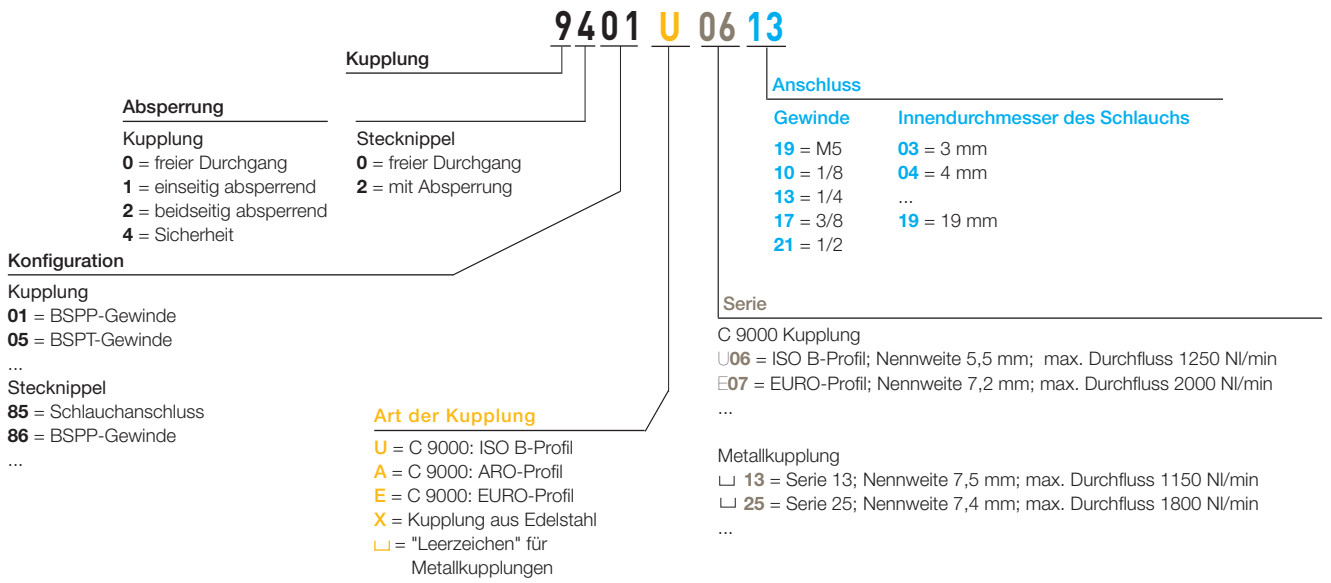 9401 U 06 13
Kupplung
Absperrung
Kupplung
0 = freier Durchgang
1 = einseitig absperrend
2 = beidseitig absperrend
4 = Sicherheit
Stecknippel
0 = freier Durchgang
2 = mit Absperrung
Konfiguration
Kupplung
01 = BSPP-Gewinde
05 = BSPT-Gewinde
...
Stecknippel
85 = Schlauchanschluss
86 = BSPP-Gewinde
...
Art der Kupplung
U = C 9000: ISO B-Profil
A = C 9000: ARO-Profil
E = C 9000: EURO-Profil
X = Kupplung aus Edelstahl
⎵ = "Leerzeichen" für
Metallkupplungen
Anschluss
Gewinde
19 = M5
10 = 1/8
13 = 1/4
17 = 3/8
21 = 1/2
Innendurchmesser des Schlauchs
03 = 3 mm
04 = 4 mm
...
19 = 19 mm
Serie
C 9000 Kupplung
U06 = ISO B-Profil; Nennweite 5,5 mm; max. Durchfluss 1250 Nl/min
E07 = EURO-Profil; Nennweite 7,2 mm; max. Durchfluss 2000 Nl/min
...
Metallkupplung
⎵ 13 = Serie 13; Nennweite 7,5 mm; max. Durchfluss 1150 Nl/min
⎵ 25 = Serie 25; Nennweite 7,4 mm; max. Durchfluss 1800 Nl/min
...